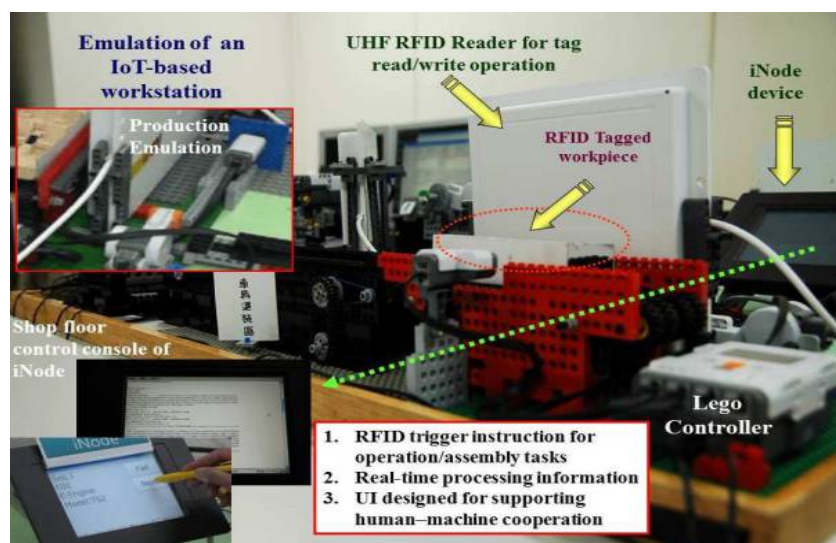 Emulation of an
IoT-based
workstation
UHF RFID Reader for tag
read/write operation
iNode
device
Production
Emulation
RFID Tagged
workpiece
Shop floor
control console of
iNode
Lego
Controller
iNode
1. RFID trigger instruction for
operation/assembly tasks
2. Real-time processing information
3. UI designed for supporting
human–machine cooperation